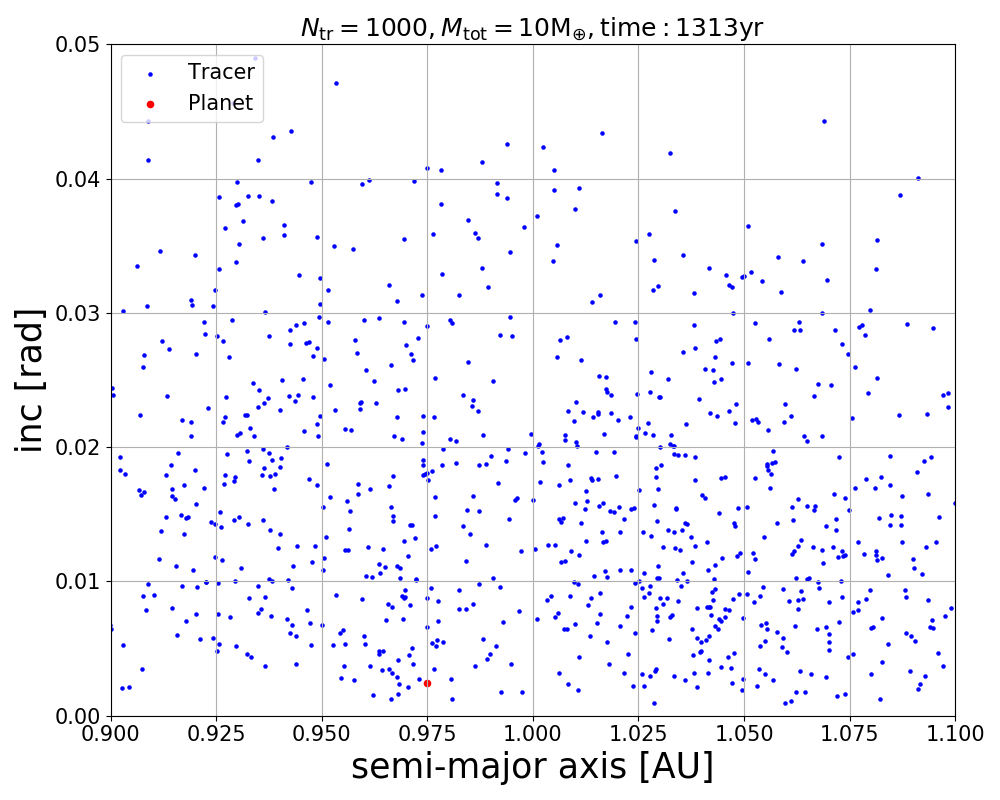 N_tr = 1000, M_tot = 10M_⊕, time : 1313yr
Tracer
Planet
0.05
0.04
0.03
0.02
0.01
0.00
inc [rad]
0.900 0.925 0.950 0.975 1.000 1.025 1.050 1.075 1.100
semi-major axis [AU]